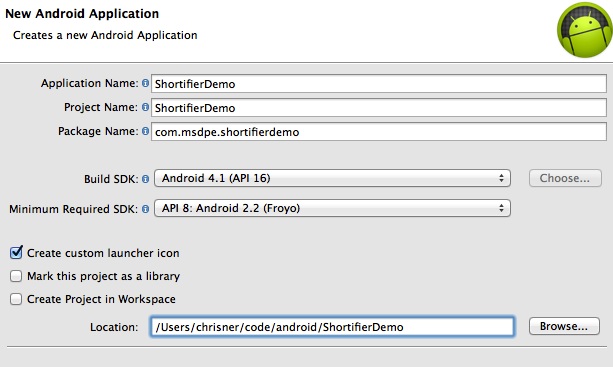 New Android Application
Creates a new Android Application
Application Name: ShortifierDemo
Project Name: ShortifierDemo
Package Name: com.msdpe.shortifierdemo
Build SDK: Android 4.1 (API 16) Choose...
Minimum Required SDK: API 8: Android 2.2 (Froyo)
Create custom launcher icon
Mark this project as a library
Create Project in Workspace
Location: /Users/chrisner/code/android/ShortifierDemo Browse...